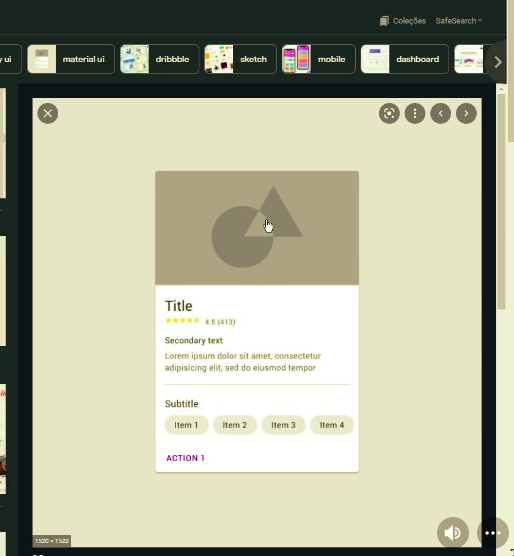 Coleções SafeSearch
y ui material ui dribbble sketch mobile dashboard
Title
4.5 (413)
Secondary text
Lorem ipsum dolor sit amet, consectetur
adipisicing elit, sed do eiusmod tempor
Subtitle
Item 1 Item 2 Item 3 Item 4
ACTION 1
1520 × 1520